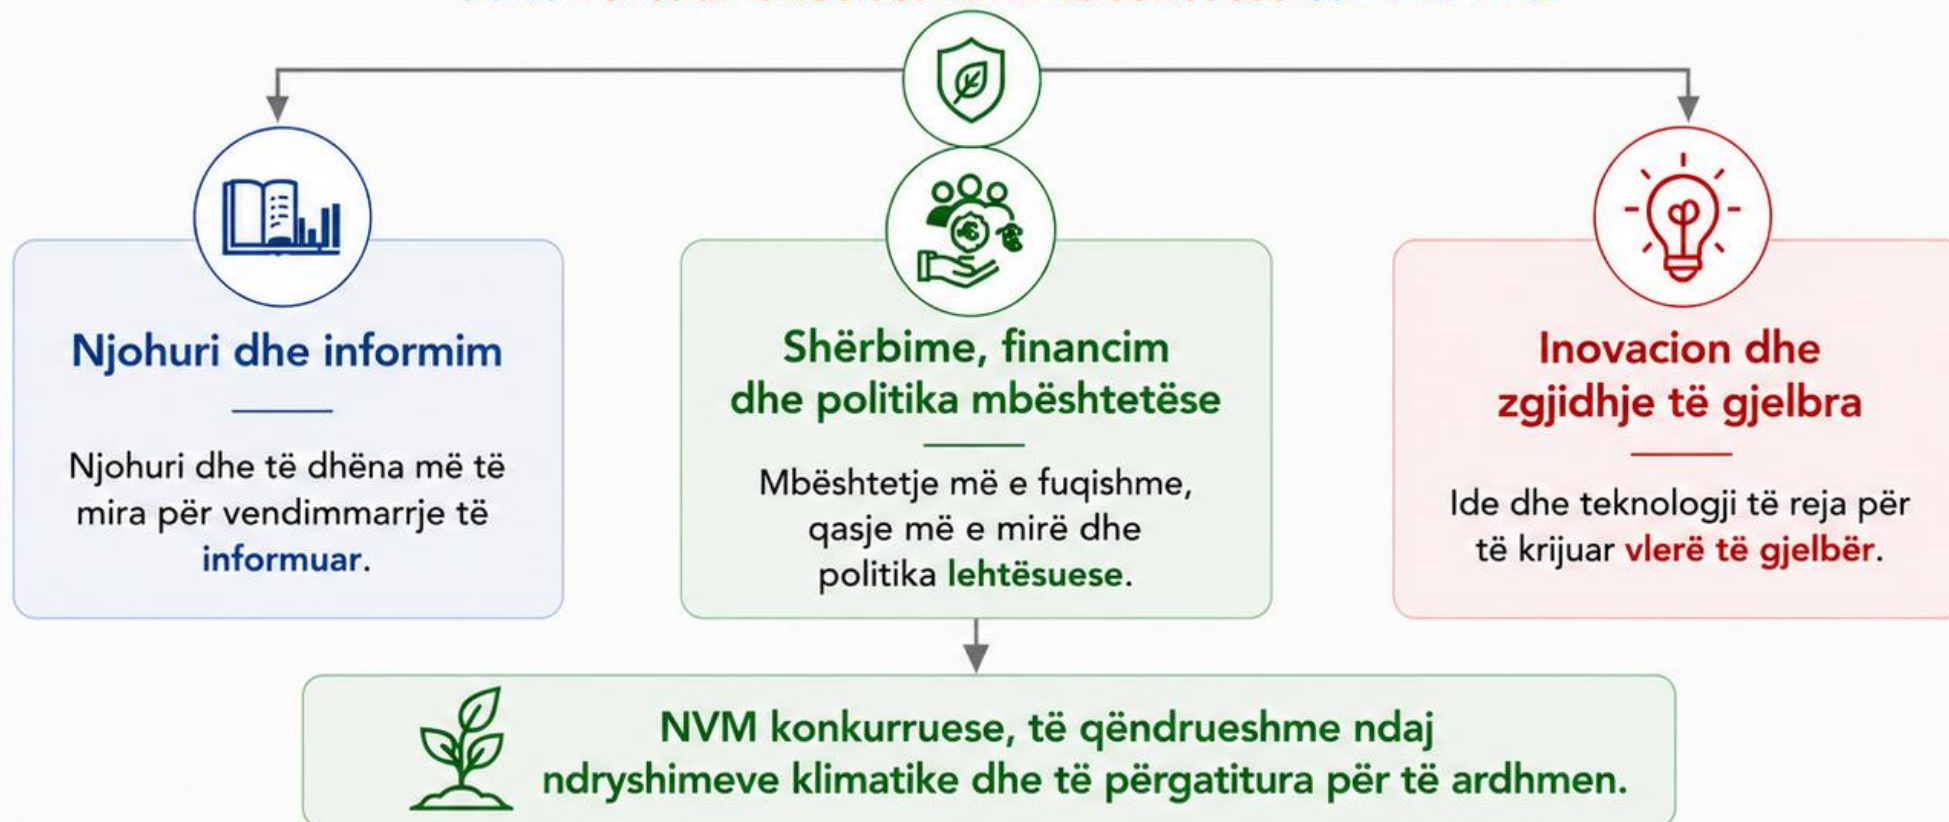 Njohuri dhe informim
Njohuri dhe të dhëna më të
mira për vendimmarrje të
informuar.
Shërbime, financim
dhe politika mbështetëse
Mbështetje më e fuqishme,
qasje më e mirë dhe
politika lehtësuese.
Inovacion dhe
zgjidhje të gjelbra
Ide dhe teknologji të reja për
të krijuar vlerë të gjelbër.
NVM konkurruese, të qëndrueshme ndaj
ndryshimeve klimatike dhe të përgatitura për të ardhmen.